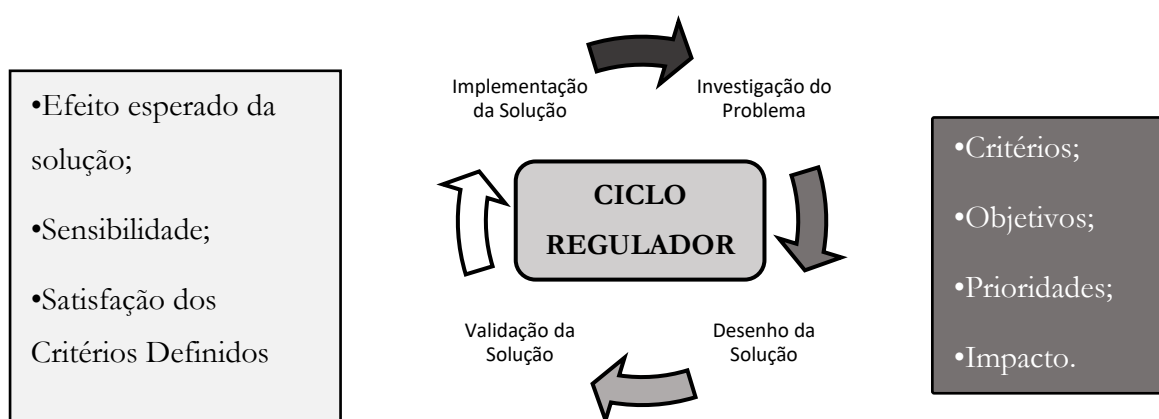 •Efeito esperado da
solução;
•Sensibilidade;
•Satisfação dos
Critérios Definidos
Implementação
da Solução
Investigação do
Problema
CICLO
REGULADOR
Validação da
Solução
Desenho da
Solução
•Critérios;
•Objetivos;
•Prioridades;
•Impacto.